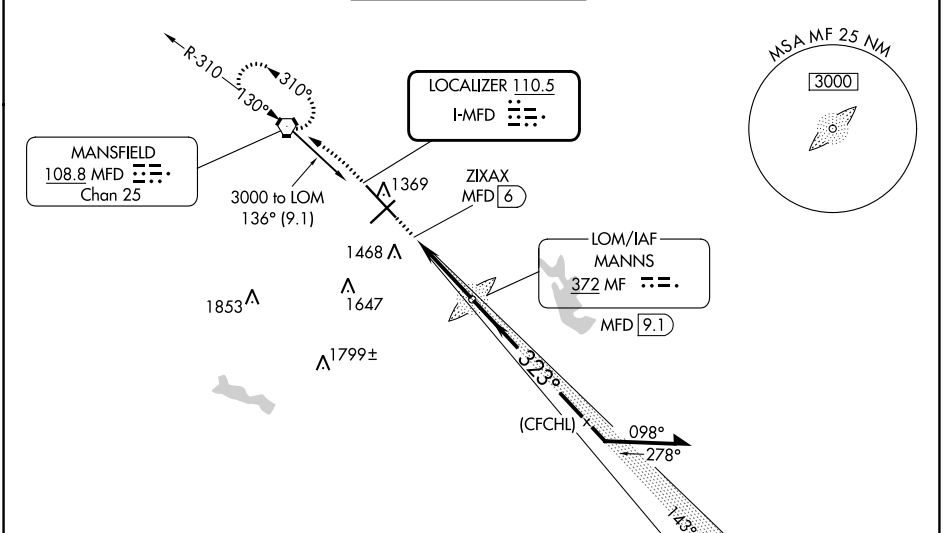 MSA MF 25 NM
3000
R-310
130°
310°
LOCALIZER 110.5
I-MFD
MANSFIELD
108.8 MFD
Chan 25
3000 to LOM
136° (9.1)
1369
ZIXAX
MFD 6
1468
LOM/IAF
MANNS
372 MF
MFD 9.1
1853
1647
1799±
323°
(CFCHL)
098°
278°
143°